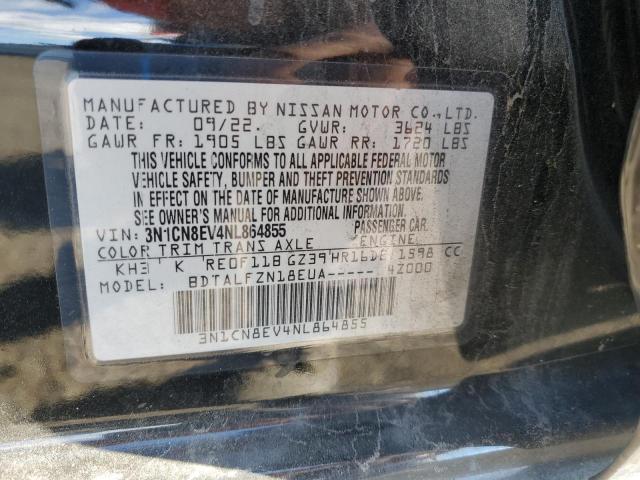 MANUFACTURED BY NISSAN MOTOR CO.,LTD.
DATE: 09/22. GVWR: 3624 LBS
GAWR FR: 1905 LBS GAWR RR: 1720 LBS
THIS VEHICLE CONFORMS TO ALL APPLICABLE FEDERAL MOTOR
VEHICLE SAFETY, BUMPER AND THEFT PREVENTION STANDARDS
IN EFFECT ON THE DATE OF MANUFACTURE SHOWN ABOVE.
SEE OWNER'S MANUAL FOR ADDITIONAL INFORMATION.
VIN: 3N1CN8EV4NL864855 PASSENGER CAR
COLOR TRIM TRANS AXLE ENGINE
KH3 K RE0F11B GZ39 HR16DE 1598 CC
BDTALFZN18EUA----- 4Z000
3N1CN8EV4NL864855